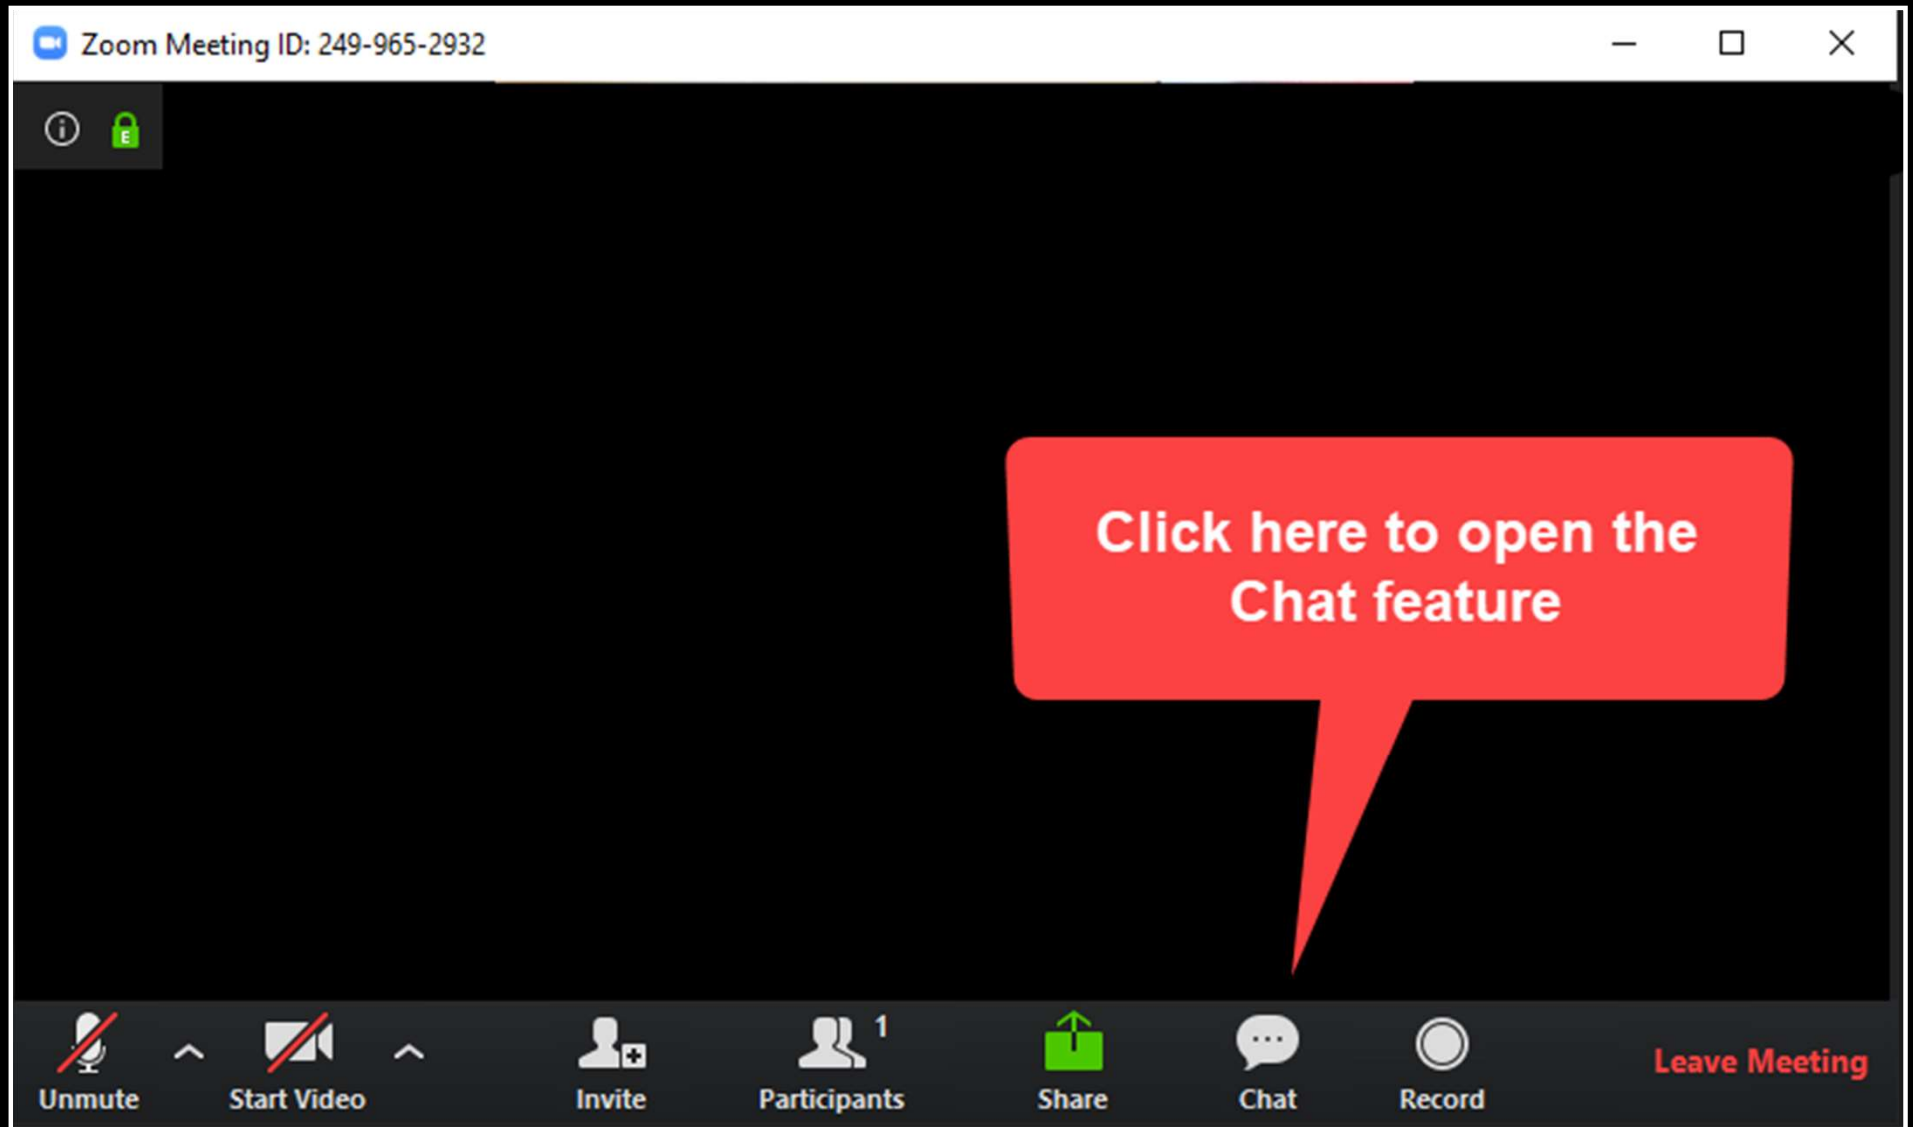 Zoom Meeting ID: 249-965-2932
E
Click here to open the
Chat feature
1
Unmute
Start Video
Invite
Participants
Share
Chat
Record
Leave Meeting